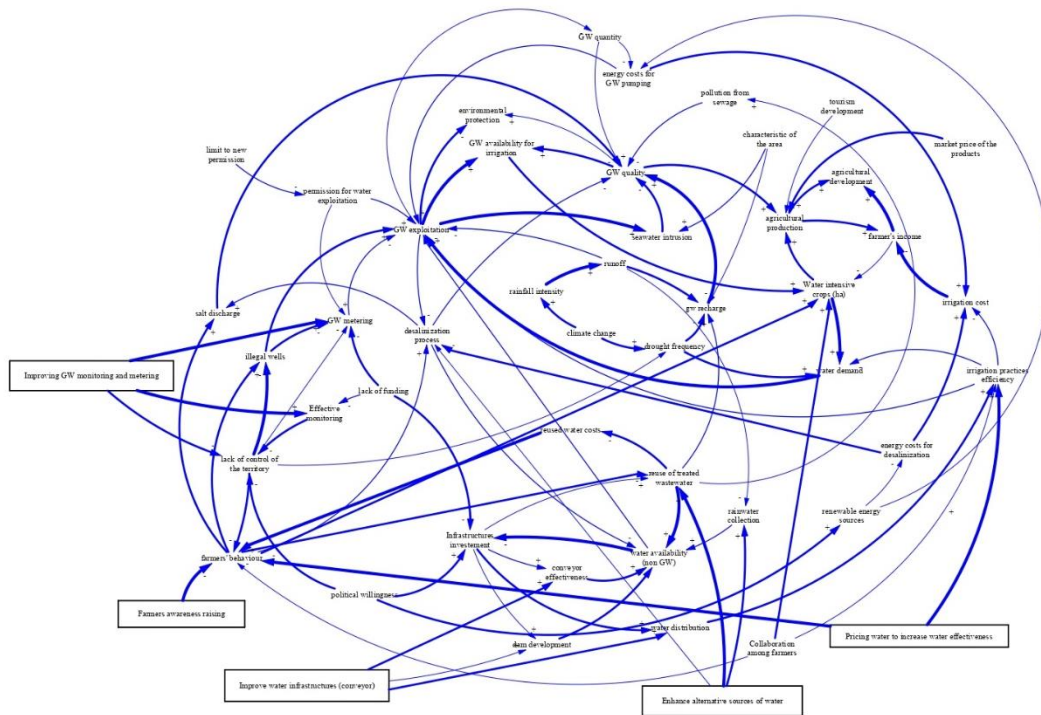 GW quantity
energy costs for
GW pumping
environmental
protection
pollution from
sewage
tourism
development
characteristic of
the area
market price of the
products
GW availability for
irrigation
limit to new
permission
GW quality
agricultural
development
permission for water
exploitation
agricultural
production
GW exploitation
seawater intrusion
farmer's income
runoff
rainfall intensity
Water intensive
crops (ha)
salt discharge
gw recharge
irrigation cost
GW metering
desalinization
process
climate change
drought frequency
illegal wells
water demand
Improving GW monitoring and metering
irrigation practices
efficiency
lack of funding
Effective
monitoring
reused water costs
lack of control of
the territory
energy costs for
desalinization
reuse of treated
wastewater
rainwater
collection
renewable energy
sources
Infrastructures
investement
farmers' behaviour
water availability
(non GW)
conveyor
effectiveness
political willingness
Farmers awareness raising
water distribution
Pricing water to increase water effectiveness
dem development
Collaboration
among farmers
Improve water infrastructures (conveyor)
Enhance alternative sources of water